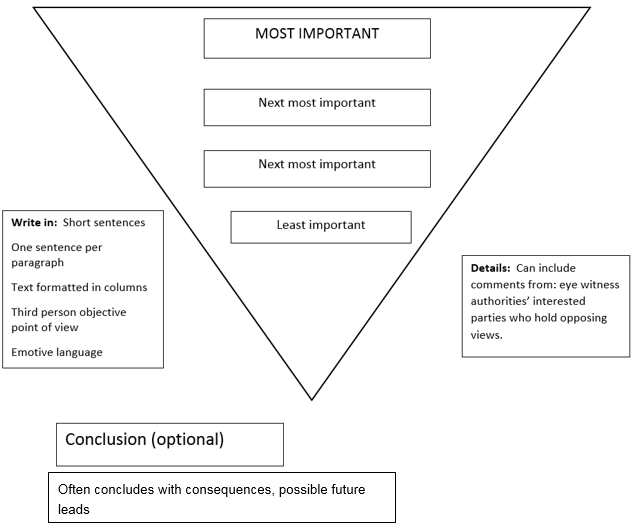 MOST IMPORTANT
Next most important
Next most important
Least important
Write in: Short sentences
One sentence per
paragraph
Text formatted in columns
Third person objective
point of view
Emotive language
Details: Can include
comments from: eye witness
authorities’ interested
parties who hold opposing
views.
Conclusion (optional)
Often concludes with consequences, possible future
leads